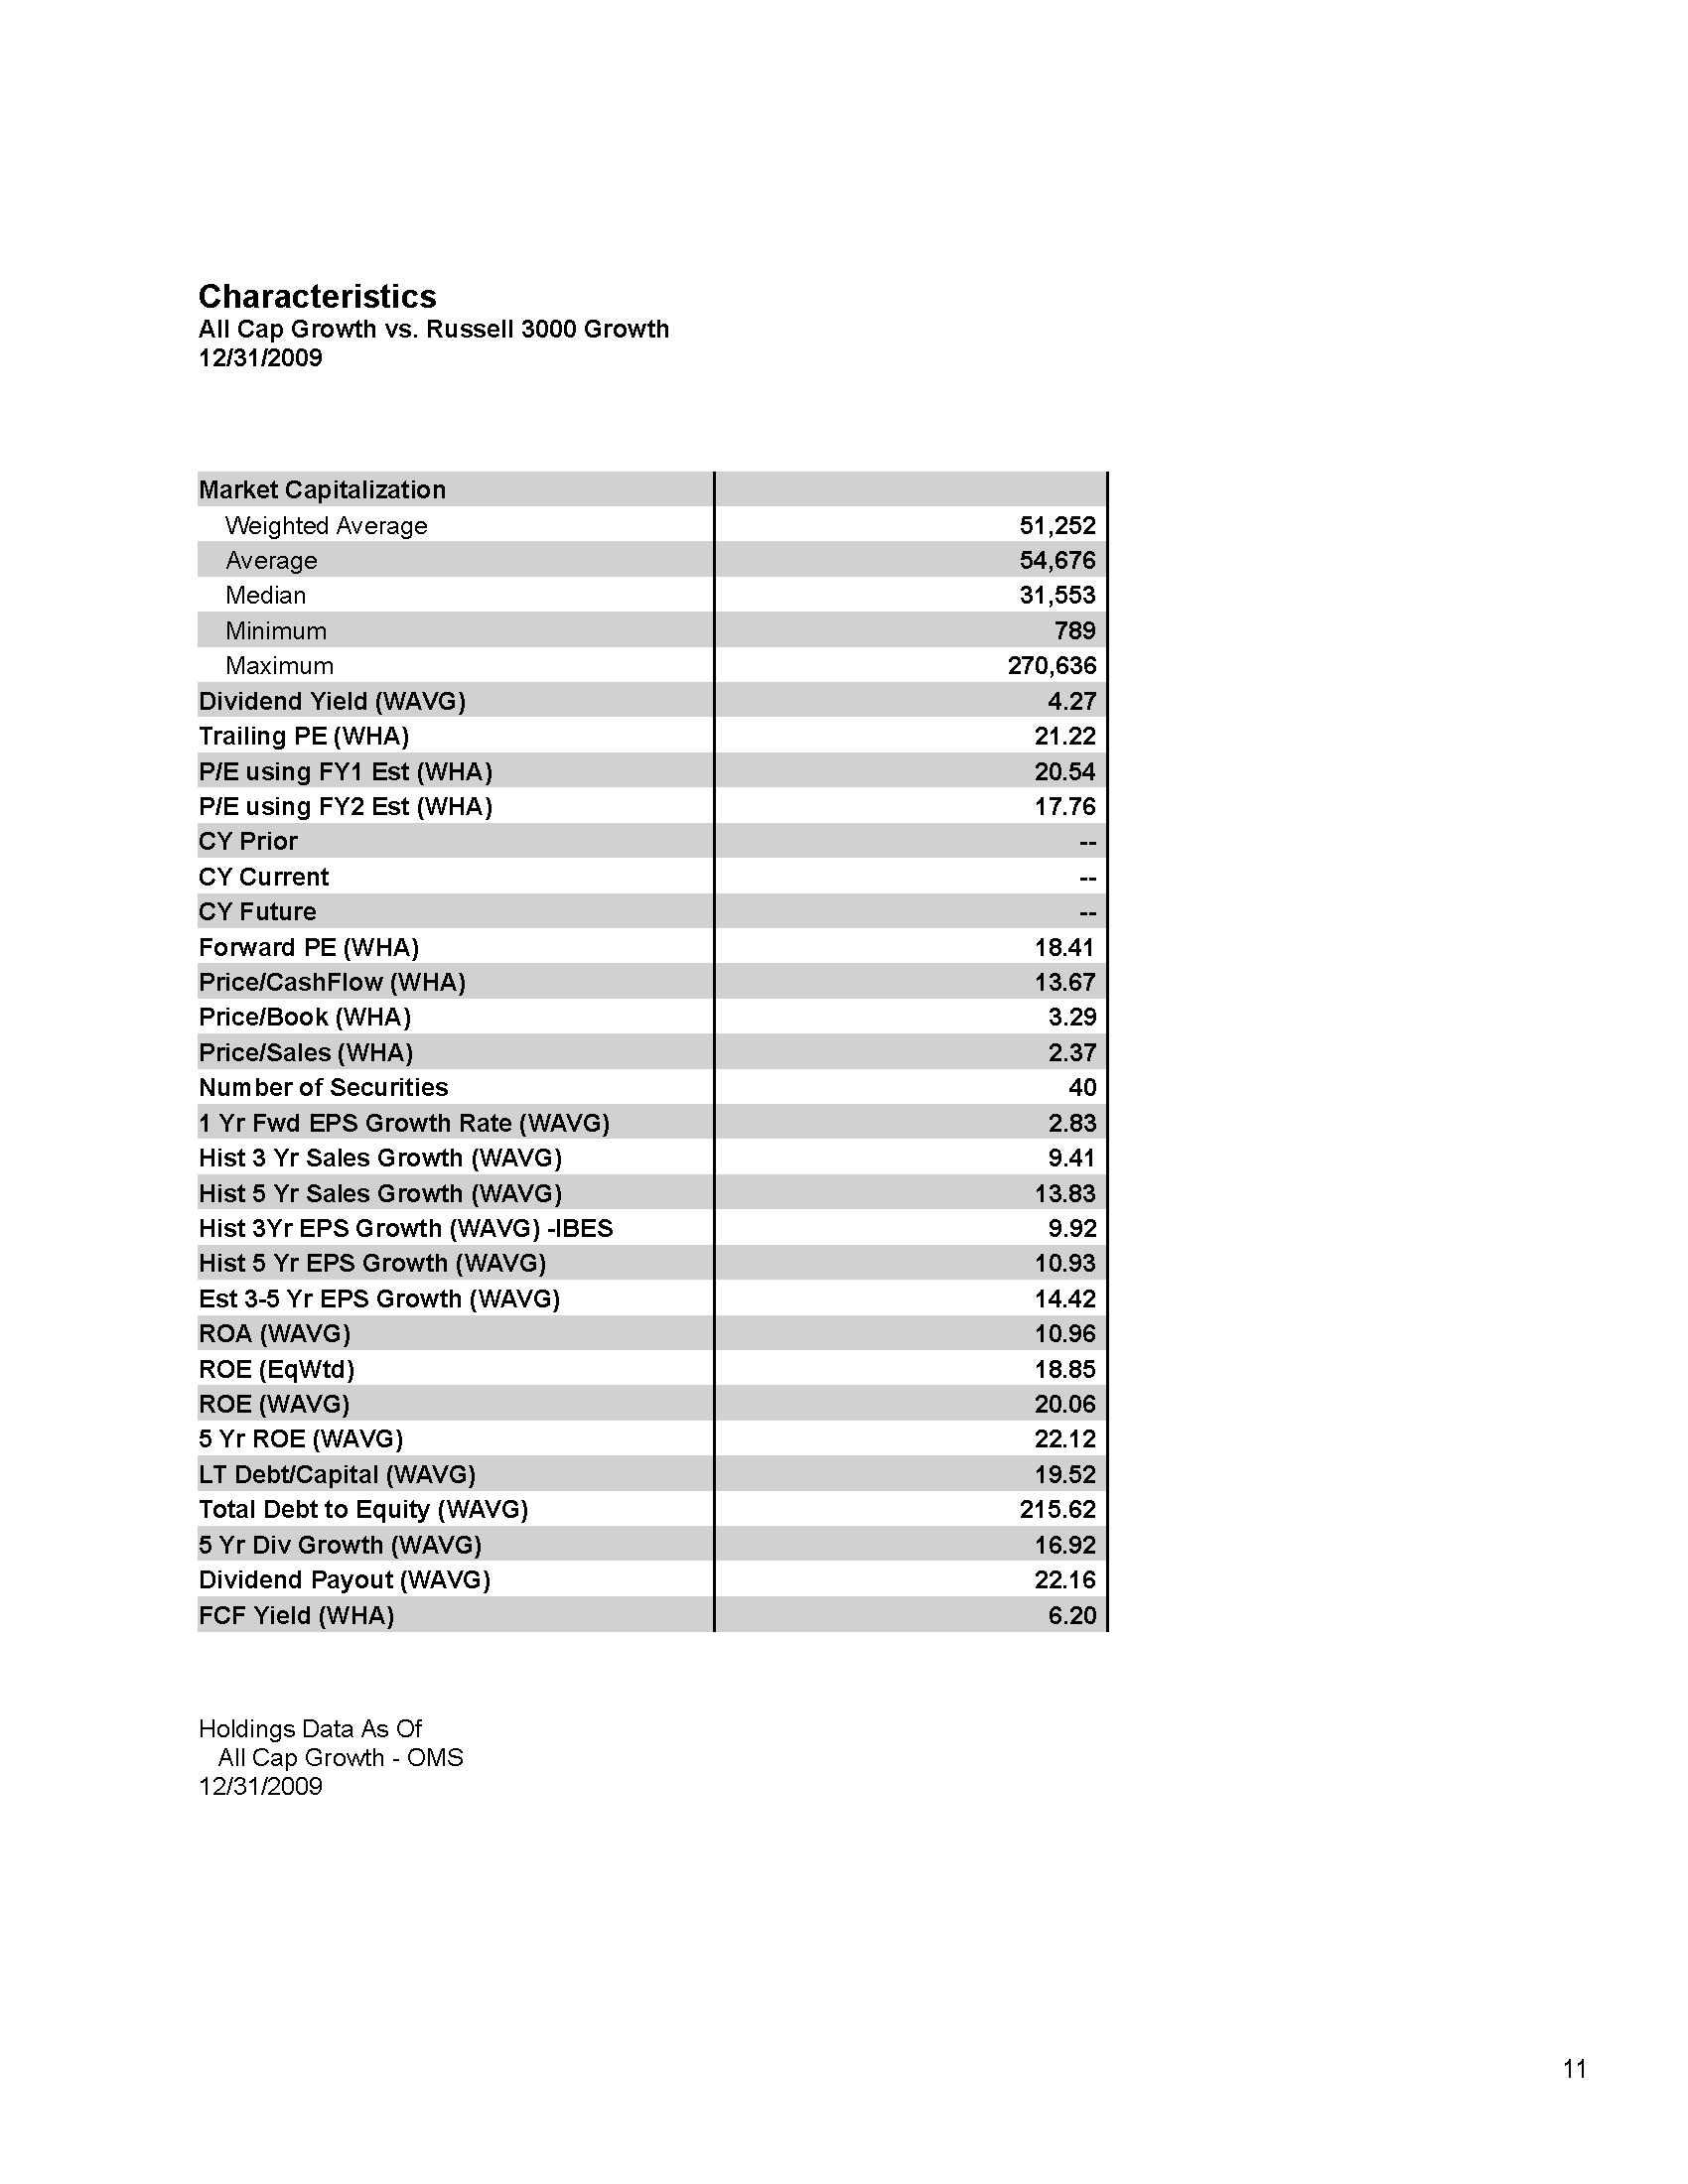 Characteristics
All Cap Growth vs. Russell 3000 Growth
12/31/2009
Market Capitalization
Weighted Average 51,252
Average 54,676
Median 31,553
Minimum 789
Maximum 270,636
Dividend Yield (WAVG) 4.27
Trailing PE (WHA) 21.22
P/E using FY1 Est (WHA) 20.54
P/E using FY2 Est (WHA) 17.76
CY Prior --
CY Current --
CY Future --
Forward PE (WHA) 18.41
Price/CashFlow (WHA) 13.67
Price/Book (WHA) 3.29
Price/Sales (WHA) 2.37
Number of Securities 40
1 Yr Fwd EPS Growth Rate (WAVG) 2.83
Hist 3 Yr Sales Growth (WAVG) 9.41
Hist 5 Yr Sales Growth (WAVG) 13.83
Hist 3Yr EPS Growth (WAVG) -IBES 9.92
Hist 5 Yr EPS Growth (WAVG) 10.93
Est 3-5 Yr EPS Growth (WAVG) 14.42
ROA (WAVG) 10.96
ROE (EqWtd) 18.85
ROE (WAVG) 20.06
5 Yr ROE (WAVG) 22.12
LT Debt/Capital (WAVG) 19.52
Total Debt to Equity (WAVG) 215.62
5 Yr Div Growth (WAVG) 16.92
Dividend Payout (WAVG) 22.16
FCF Yield (WHA) 6.20
Holdings Data As Of
All Cap Growth - OMS
12/31/2009
11